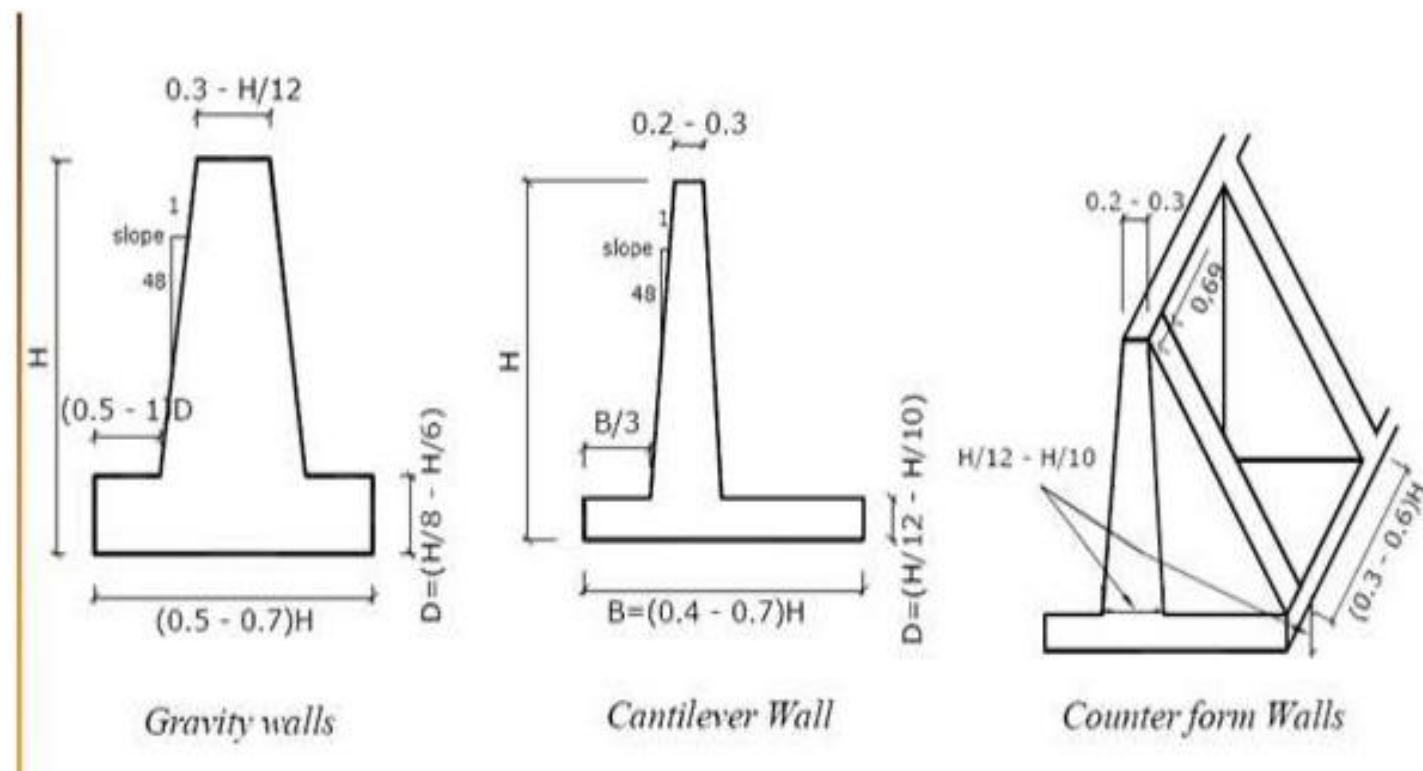 0.3 - H/12
H
1
slope
48
(0.5 - 1)D
D=(H/8 - H/6)
(0.5 - 0.7)H
Gravity walls
0.2 - 0.3
H
1
slope
48
B/3
D=(H/12 - H/10)
B=(0.4 - 0.7)H
Cantilever Wall
0.2 - 0.3
0,69
H/12 - H/10
(0.3 - 0.6)H
Counter form Walls